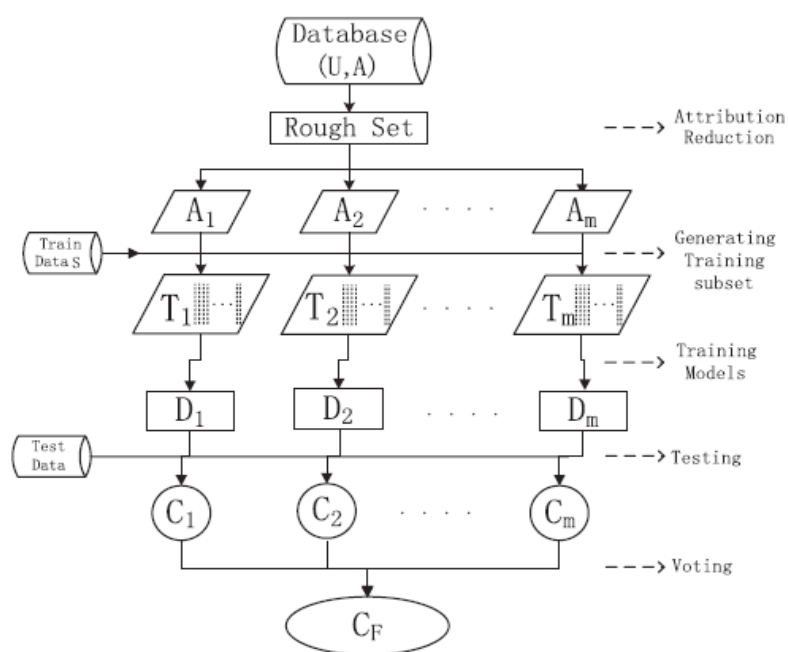 Database
(U,A)
Rough Set
Attribution
Reduction
A1 A2 . . . . Am
Train
Data S
Generating
Training
subset
T1 ... T2 ... . . . . Tm ...
Training
Models
D1 D2 . . . . Dm
Test
Data
Testing
C1 C2 . . . . Cm
Voting
CF